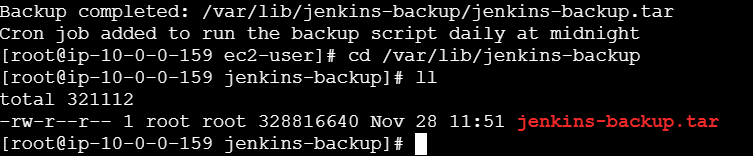 Backup completed: /var/lib/jenkins-backup/jenkins-backup.tar
Cron job added to run the backup script daily at midnight
[root@ip-10-0-0-159 ec2-user]# cd /var/lib/jenkins-backup
[root@ip-10-0-0-159 jenkins-backup]# ll
total 321112
-rw-r--r-- 1 root root 328816640 Nov 28 11:51 jenkins-backup.tar
[root@ip-10-0-0-159 jenkins-backup]#